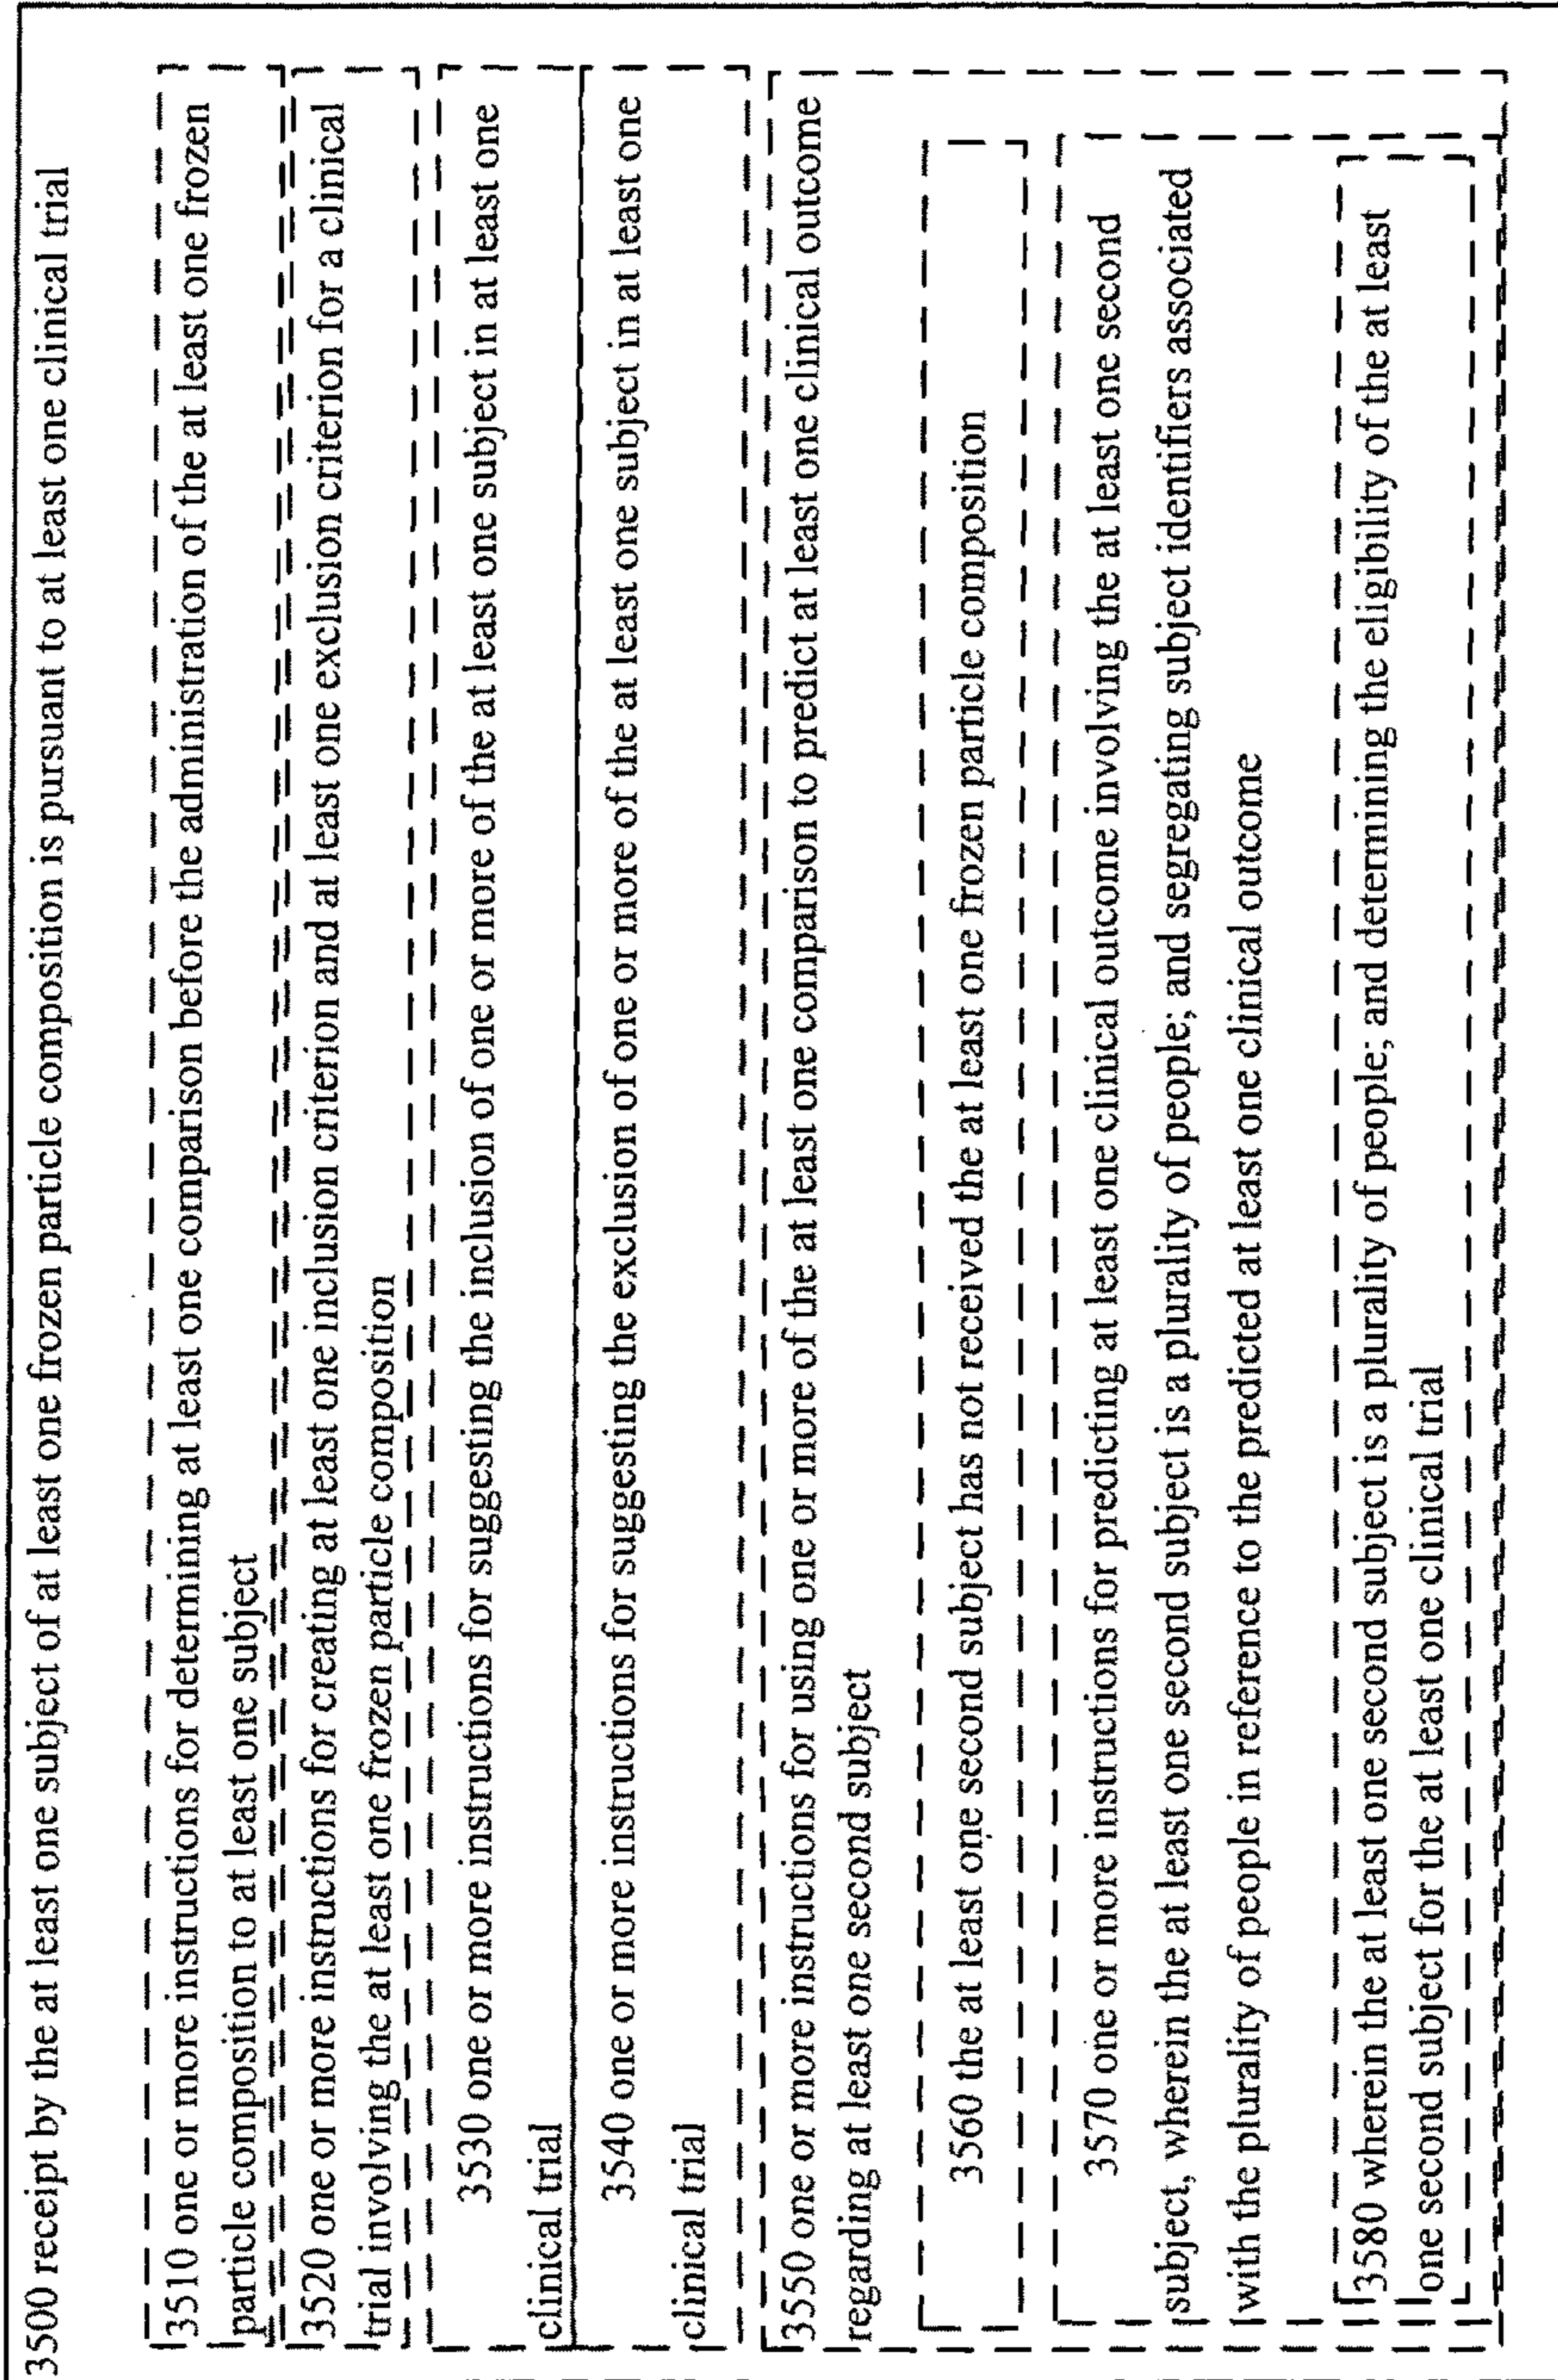 3500 receipt by the at least one subject of at least one frozen particle composition is pursuant to at least one clinical trial
3510 one or more instructions for determining at least one comparison before the administration of the at least one frozen
particle composition to at least one subject
3520 one or more instructions for creating at least one inclusion criterion and at least one exclusion criterion for a clinical
trial involving the at least one frozen particle composition
3530 one or more instructions for suggesting the inclusion of one or more of the at least one subject in at least one
clinical trial
3540 one or more instructions for suggesting the exclusion of one or more of the at least one subject in at least one
clinical trial
3550 one or more instructions for using one or more of the at least one comparison to predict at least one clinical outcome
regarding at least one second subject
3560 the at least one second subject has not received the at least one frozen particle composition
3570 one or more instructions for predicting at least one clinical outcome involving the at least one second
subject, wherein the at least one second subject is a plurality of people; and segregating subject identifiers associated
with the plurality of people in reference to the predicted at least one clinical outcome
3580 wherein the at least one second subject is a plurality of people; and determining the eligibility of the at least
one second subject for the at least one clinical trial